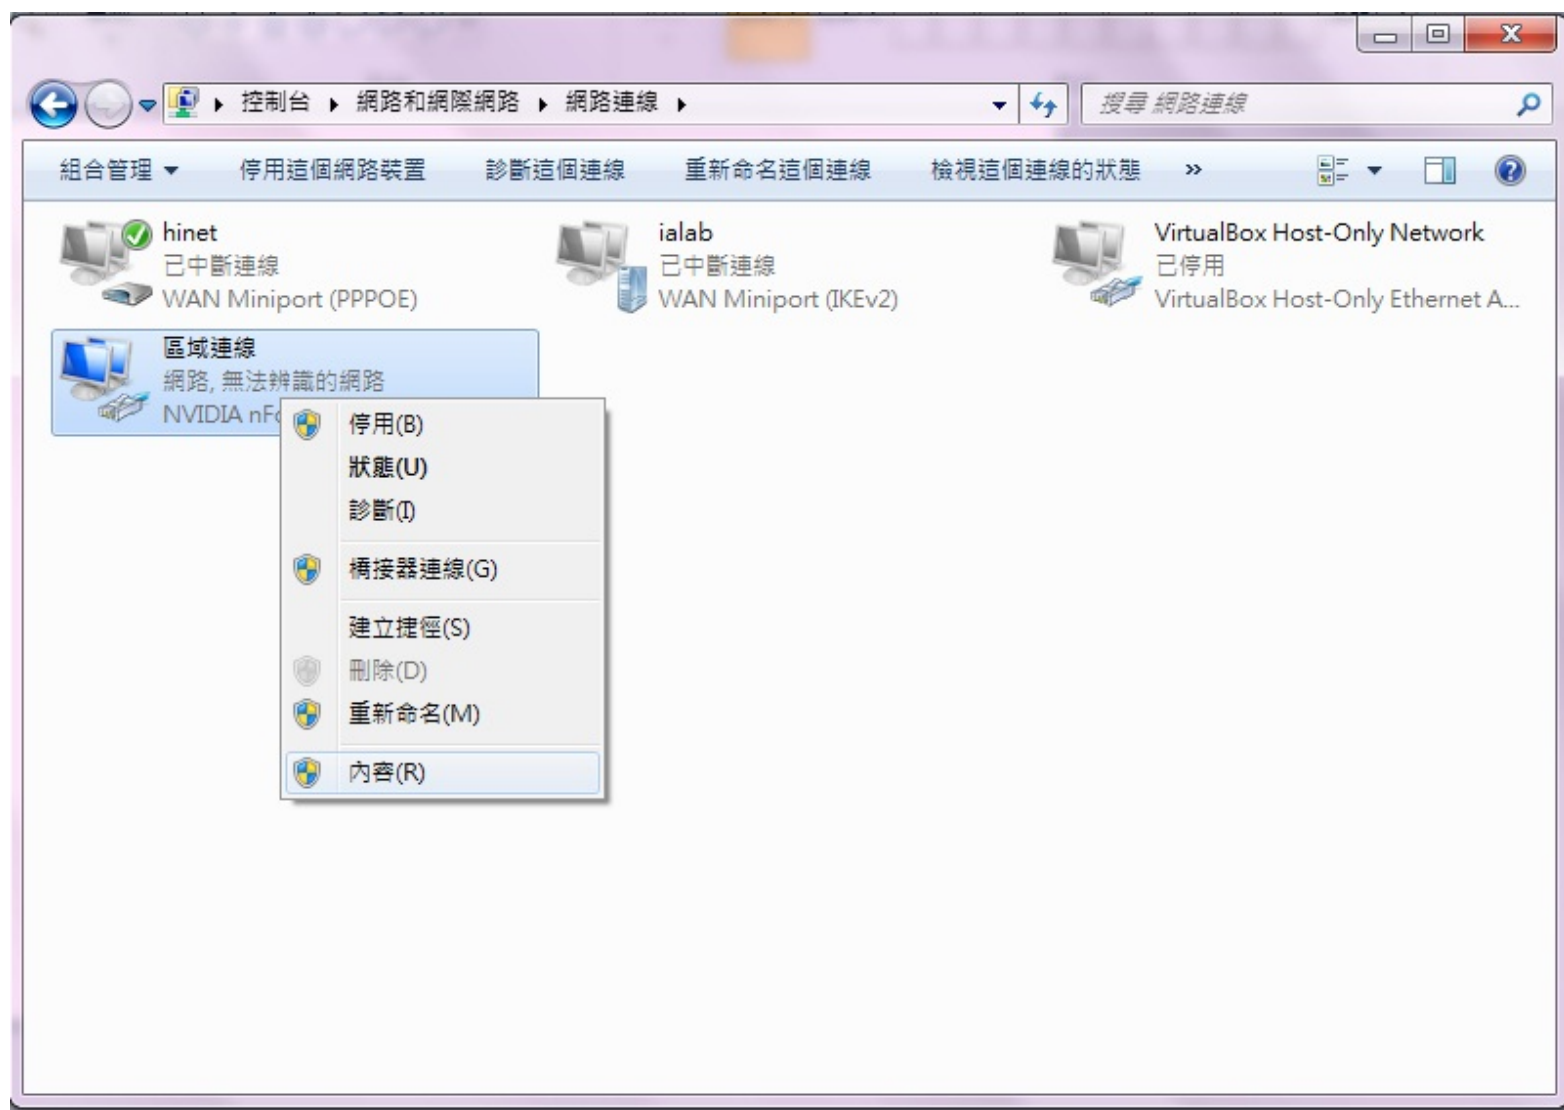 控制台 ▸ 網路和網際網路 ▸ 網路連線 ▸
搜尋 網路連線
組合管理 停用這個網路裝置 診斷這個連線 重新命名這個連線 檢視這個連線的狀態 »
hinet
已中斷連線
WAN Miniport (PPPOE)
ialab
已中斷連線
WAN Miniport (IKEv2)
VirtualBox Host-Only Network
已停用
VirtualBox Host-Only Ethernet A...
區域連線
網路, 無法辨識的網路
NVIDIA
停用(B)
狀態(U)
診斷(I)
橋接器連線(G)
建立捷徑(S)
刪除(D)
重新命名(M)
內容(R)